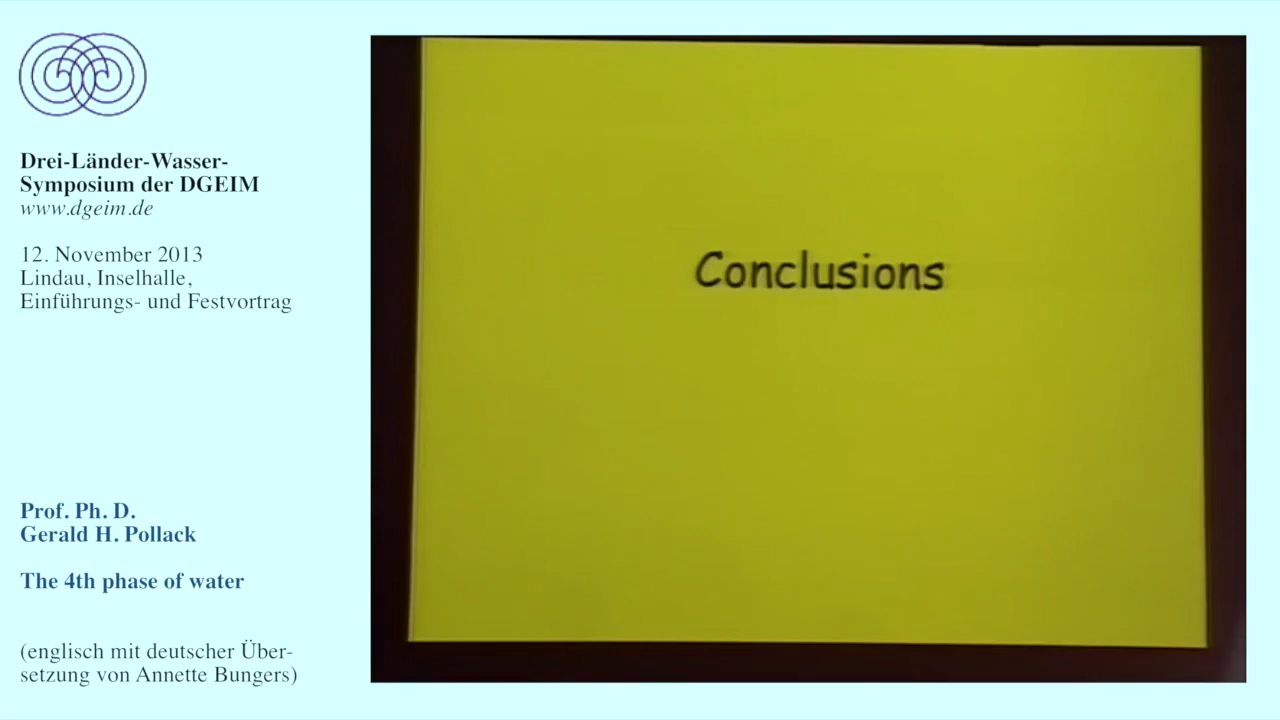 Drei-Länder-Wasser-
Symposium der DGEIM
www.dgeim.de
12. November 2013
Lindau, Inselhalle,
Einführungs- und Festvortrag
Prof. Ph. D.
Gerald H. Pollack
The 4th phase of water
(englisch mit deutscher Über-
setzung von Annette Bungers)
Conclusions